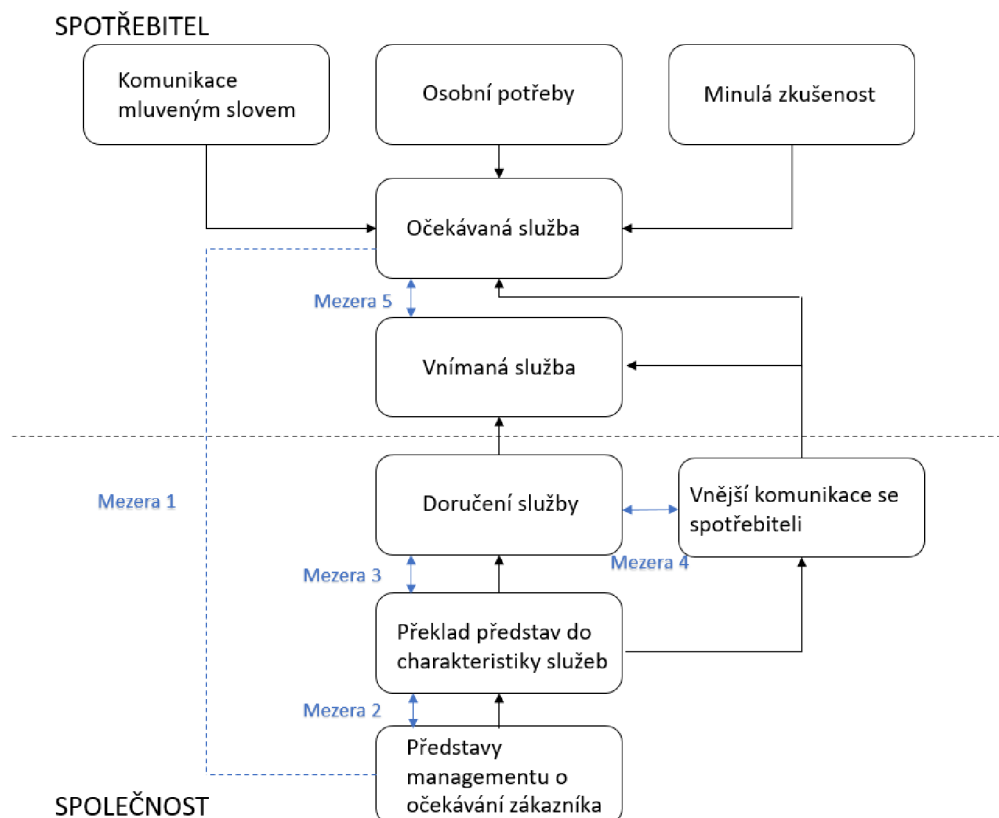 SPOTŘEBITEL
Komunikace
mluveným slovem
Osobní potřeby
Minulá zkušenost
Očekávaná služba
Mezera 5
Vnímaná služba
Mezera 1
Doručení služby
Vnější komunikace se
spotřebiteli
Mezera 4
Mezera 3
Překlad představ do
charakteristiky služeb
Mezera 2
Představy
managementu o
očekávání zákazníka
SPOLEČNOST